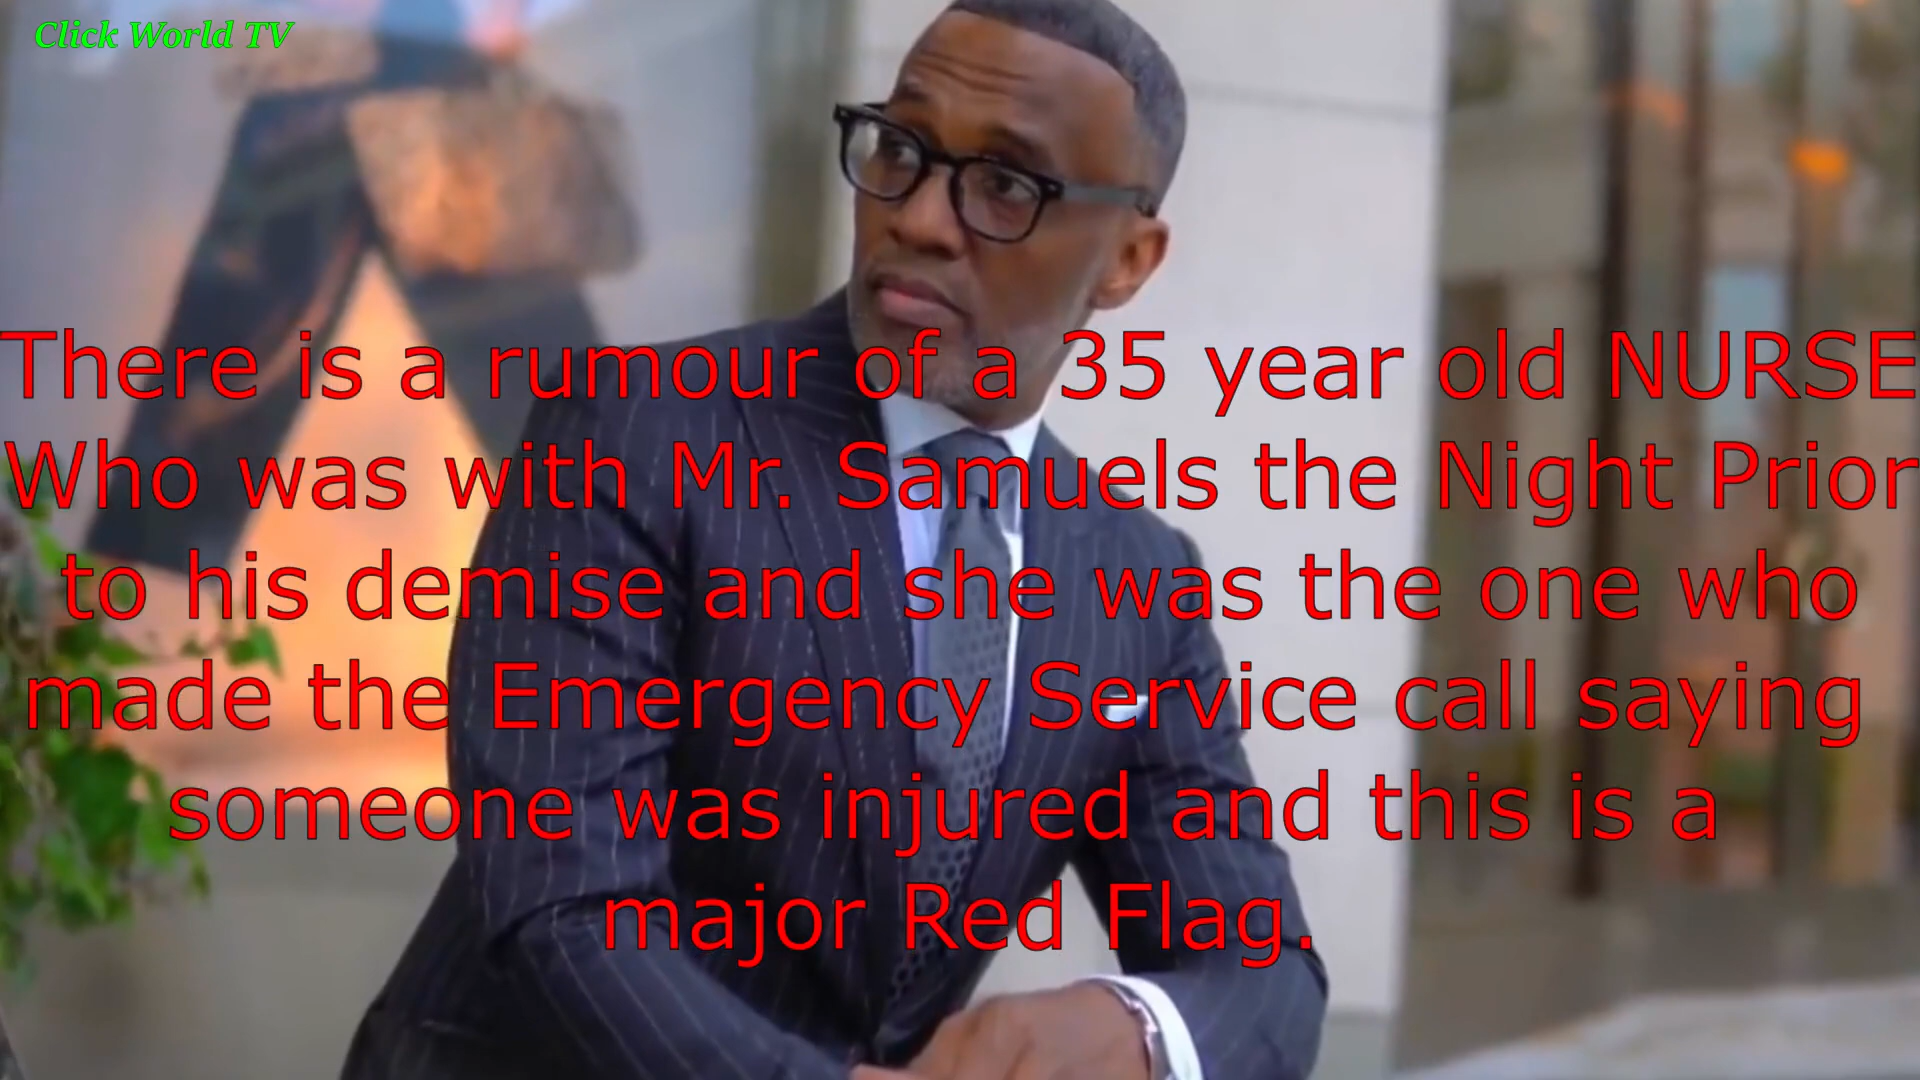 Click World TV
There is a rumour of a 35 year old NURSE
Who was with Mr. Samuels the Night Prior
to his demise and she was the one who
made the Emergency Service call saying
someone was injured and this is a
major Red Flag.